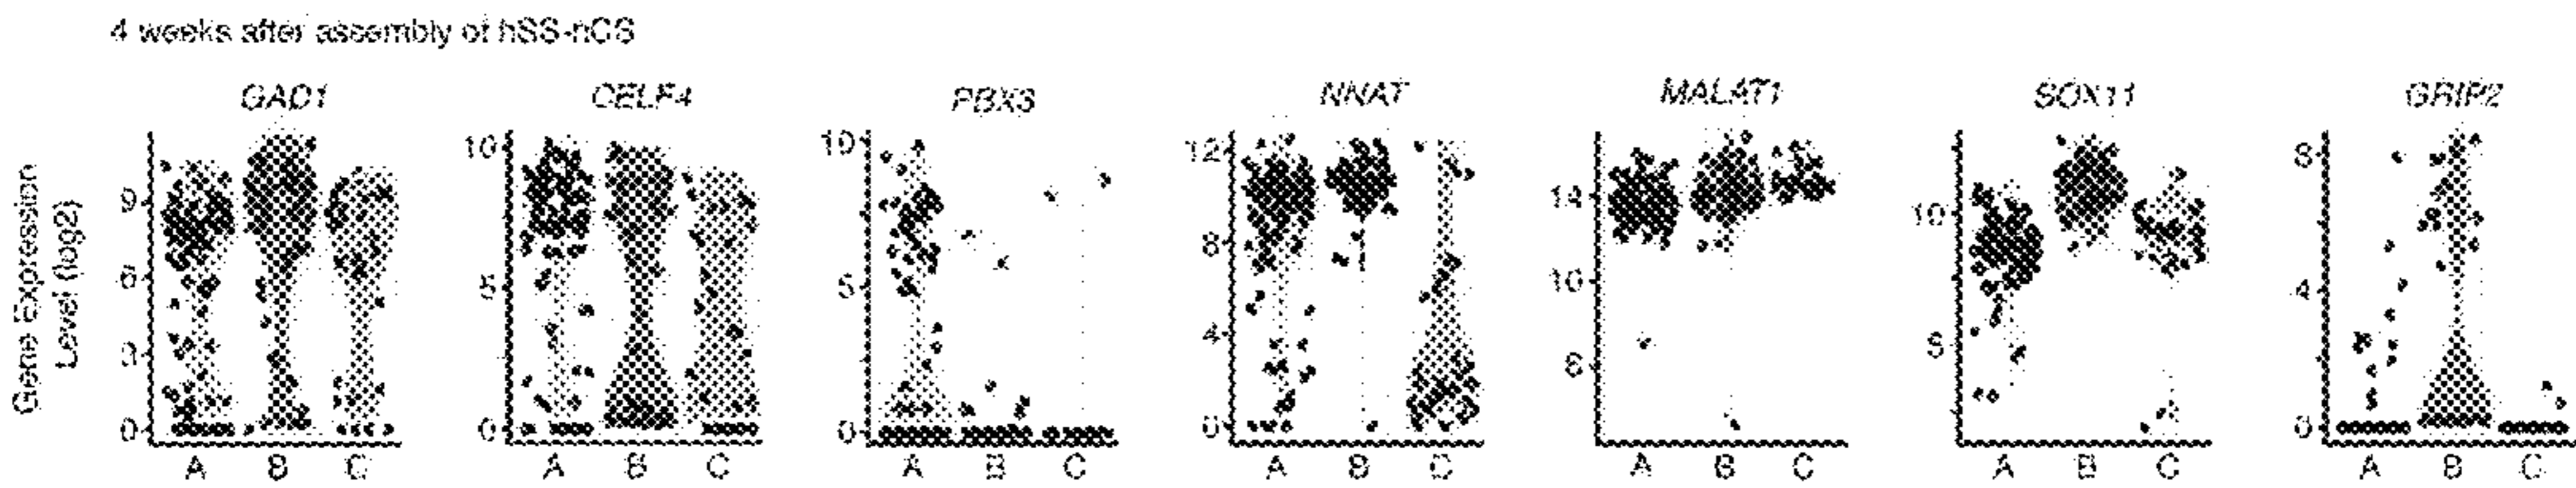 4 weeks after assembly of hSS-hCS
GAD1 CELF4 PBX3 NNAT MALAT1 SOX11 GRIP2
Gene Expression
Level (log2)
9
6
3
0
A B C
10
5
0
A B C
10
5
0
A B C
12
8
4
0
A B C
14
10
6
A B C
10
5
A B C
8
4
0
A B C